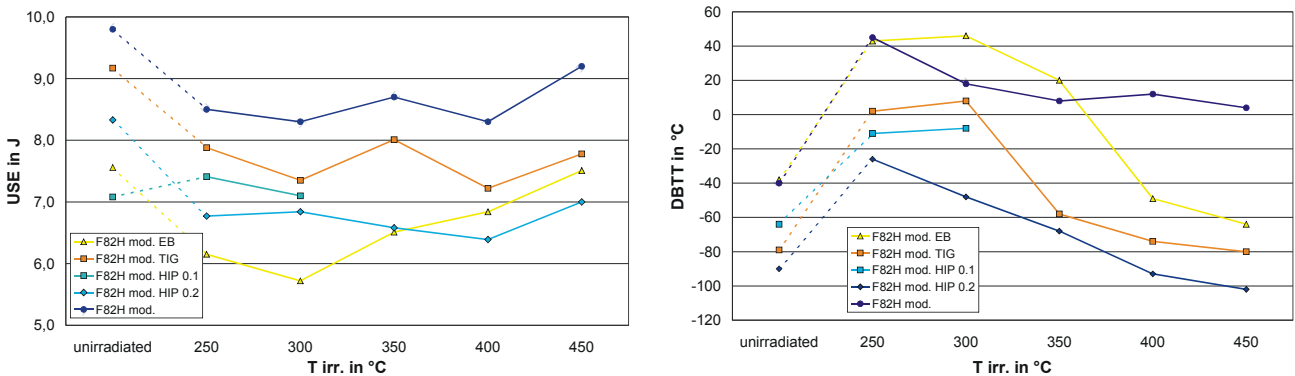 USE in J
10,0
9,0
8,0
7,0
6,0
5,0
F82H mod. EB
F82H mod. TIG
F82H mod. HIP 0.1
F82H mod. HIP 0.2
F82H mod.
unirradiated 250 300 350 400 450
T irr. in °C
DBTT in °C
60
40
20
0
-20
-40
-60
-80
-100
-120
F82H mod. EB
F82H mod. TIG
F82H mod. HIP 0.1
F82H mod. HIP 0.2
F82H mod.
unirradiated 250 300 350 400 450
T irr. in °C